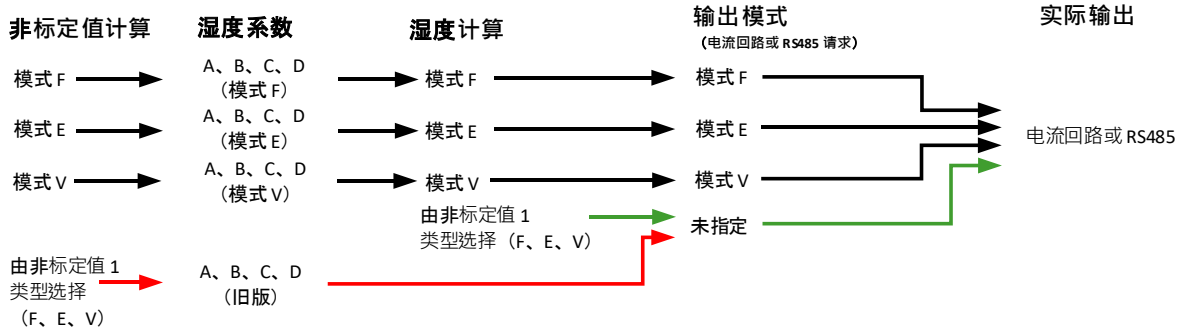 非标定值计算
湿度系数
湿度计算
输出模式
（电流回路或 RS485 请求）
实际输出
模式 F
A、B、C、D
（模式 F）
模式 F
模式 F
模式 E
A、B、C、D
（模式 E）
模式 E
模式 E
电流回路或 RS485
模式 V
A、B、C、D
（模式 V）
模式 V
模式 V
由非标定值 1
类型选择（F、E、V）
未指定
由非标定值 1
类型选择
（F、E、V）
A、B、C、D
（旧版）